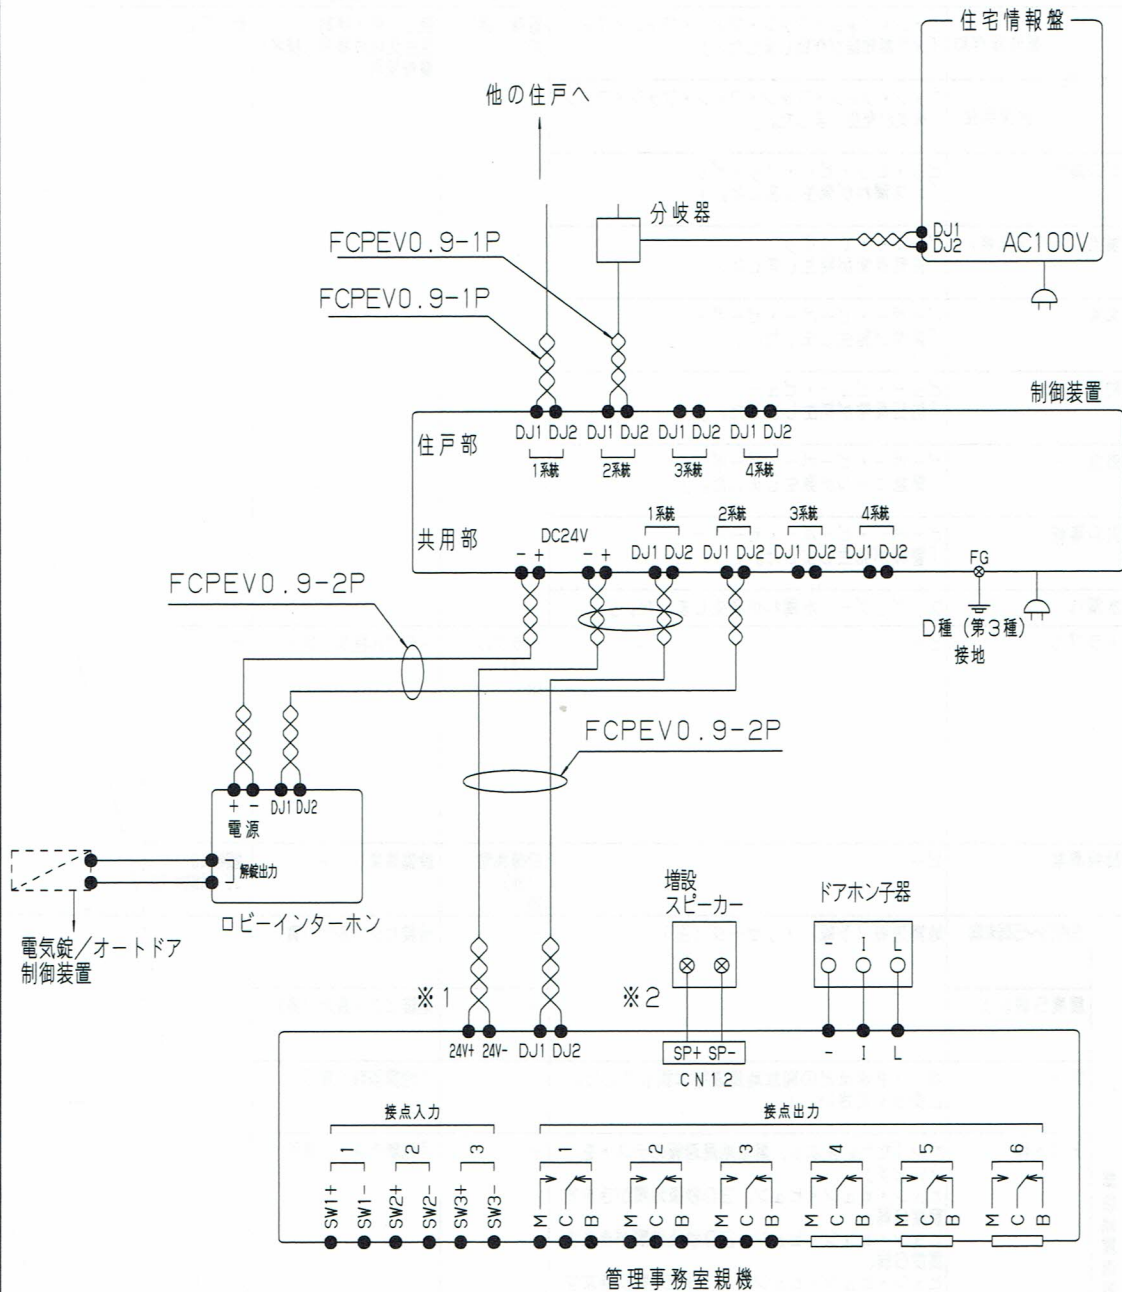 住宅情報盤
他の住戸へ
分岐器
DJ1
DJ2
AC100V
FCPEV0.9-1P
FCPEV0.9-1P
制御装置
住戸部
DJ1 DJ2 DJ1 DJ2 DJ1 DJ2 DJ1 DJ2
1系統 2系統 3系統 4系統
1系統 2系統 3系統 4系統
共用部
DC24V
- + - + DJ1 DJ2 DJ1 DJ2 DJ1 DJ2 DJ1 DJ2
FG
D種(第3種)
接地
FCPEV0.9-2P
FCPEV0.9-2P
+ - DJ1 DJ2
電源
解錠出力
ロビーインターホン
電気錠/オートドア
制御装置
増設
スピーカー
ドアホン子器
- I L
※1
※2
24V+ 24V- DJ1 DJ2
SP+ SP-
CN12
- I L
接点入力
接点出力
1 2 3
1 2 3 4 5 6
SW1+ SW1- SW2+ SW2- SW3+ SW3-
M C B M C B M C B M C B M C B M C B
管理事務室親機